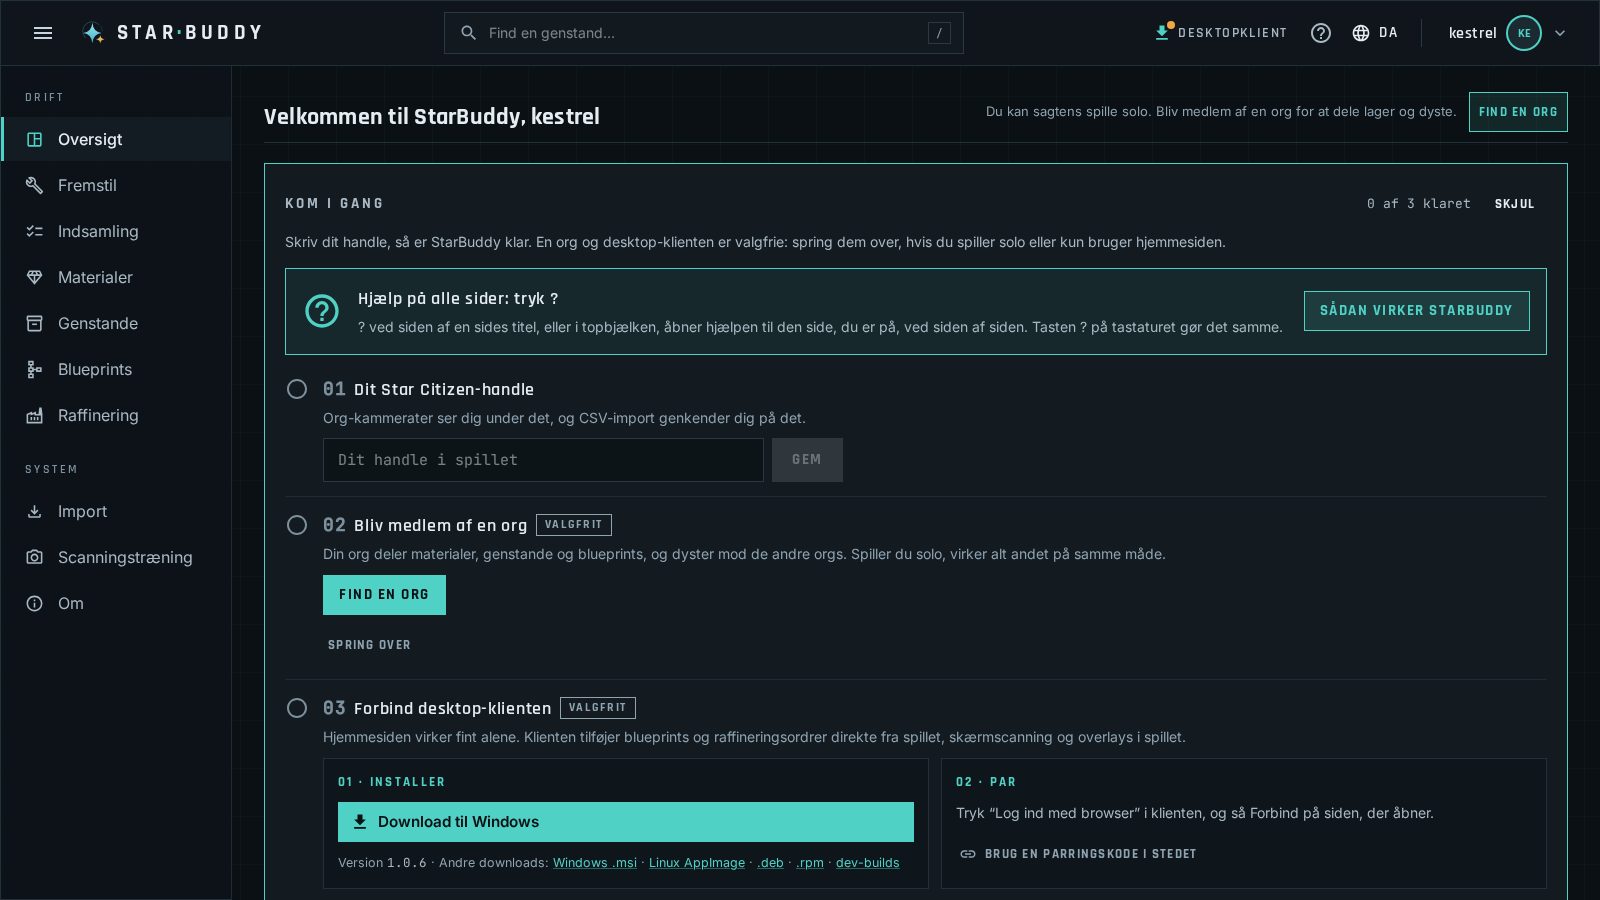 STAR·BUDDY
Find en genstand...
/
DESKTOPKLIENT
DA
kestrel
KE
DRIFT
Oversigt
Fremstil
Indsamling
Materialer
Genstande
Blueprints
Raffinering
SYSTEM
Import
Scanningstræning
Om
Velkommen til StarBuddy, kestrel
Du kan sagtens spille solo. Bliv medlem af en org for at dele lager og dyste.
FIND EN ORG
KOM I GANG
0 af 3 klaret
SKJUL
Skriv dit handle, så er StarBuddy klar. En org og desktop-klienten er valgfrie: spring dem over, hvis du spiller solo eller kun bruger hjemmesiden.
Hjælp på alle sider: tryk ?
? ved siden af en sides titel, eller i topbjælken, åbner hjælpen til den side, du er på, ved siden af siden. Tasten ? på tastaturet gør det samme.
SÅDAN VIRKER STARBUDDY
01 Dit Star Citizen-handle
Org-kammerater ser dig under det, og CSV-import genkender dig på det.
Dit handle i spillet
GEM
02 Bliv medlem af en org VALGFRIT
Din org deler materialer, genstande og blueprints, og dyster mod de andre orgs. Spiller du solo, virker alt andet på samme måde.
FIND EN ORG
SPRING OVER
03 Forbind desktop-klienten VALGFRIT
Hjemmesiden virker fint alene. Klienten tilføjer blueprints og raffineringsordrer direkte fra spillet, skærmscanning og overlays i spillet.
01 · INSTALLER
Download til Windows
Version 1.0.6 · Andre downloads: Windows .msi · Linux AppImage · .deb · .rpm · dev-builds
02 · PAR
Tryk “Log ind med browser” i klienten, og så Forbind på siden, der åbner.
BRUG EN PARRINGSKODE I STEDET